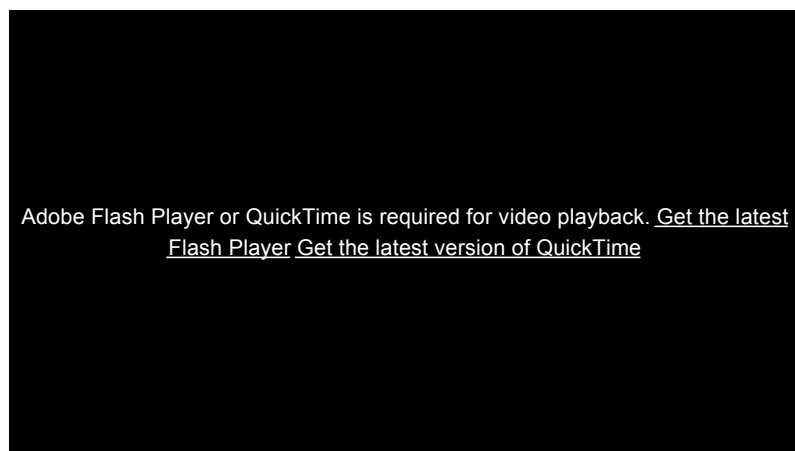 Adobe Flash Player or QuickTime is required for video playback. Get the latest
Flash Player Get the latest version of QuickTime